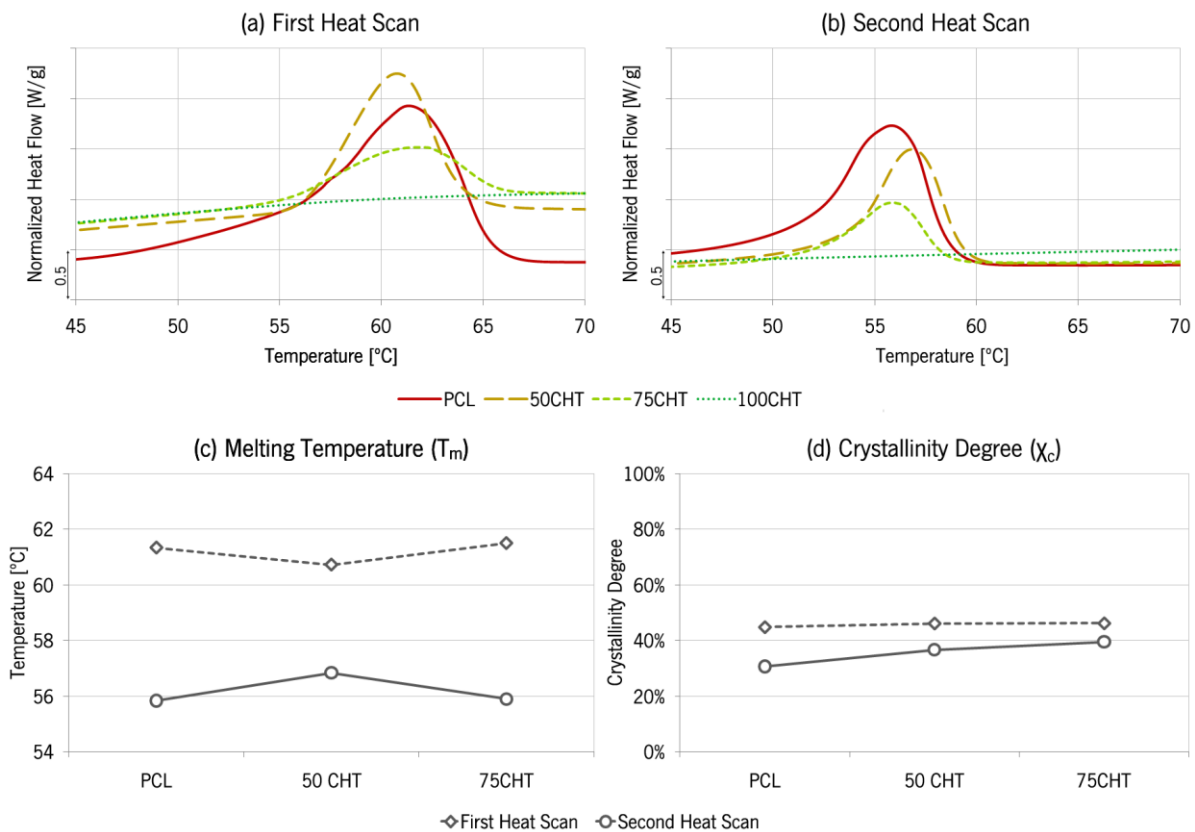 (a) First Heat Scan
Normalized Heat Flow [W/g]
0.5
45 50 55 60 65 70
Temperature [°C]
(b) Second Heat Scan
Normalized Heat Flow [W/g]
0.5
45 50 55 60 65 70
Temperature [°C]
PCL 50CHT 75CHT 100CHT
(c) Melting Temperature (Tm)
Temperature [°C]
64
62
60
58
56
54
PCL 50 CHT 75CHT
(d) Crystallinity Degree (χc)
Crystallinity Degree
100%
80%
60%
40%
20%
0%
PCL 50 CHT 75CHT
First Heat Scan Second Heat Scan